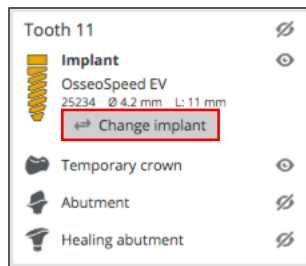 Tooth 11
Implant
OsseoSpeed EV
25234 Ø 4.2 mm L: 11 mm
Change implant
Temporary crown
Abutment
Healing abutment